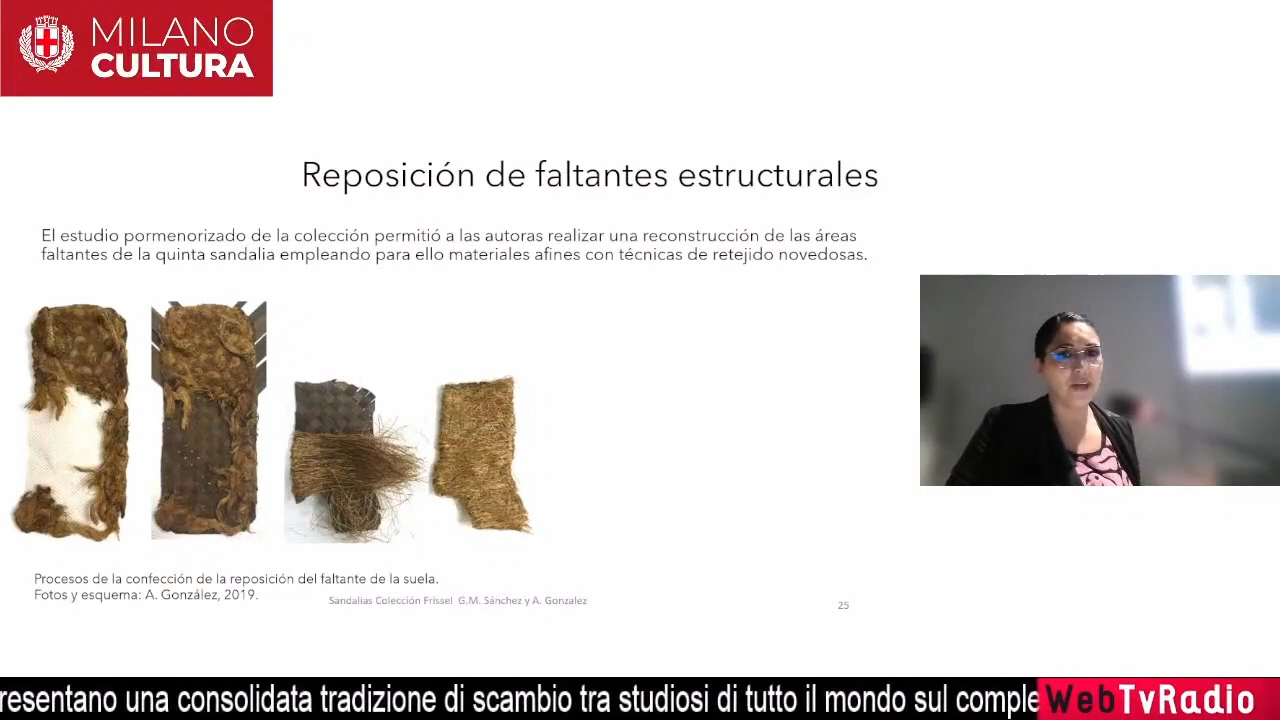 MILANO
CULTURA
Reposición de faltantes estructurales
El estudio pormenorizado de la colección permitió a las autoras realizar una reconstrucción de las áreas
faltantes de la quinta sandalia empleando para ello materiales afines con técnicas de retejido novedosas.
Procesos de la confección de la reposición del faltante de la suela.
Fotos y esquema: A. González, 2019.
Sandalias Colección Frissel G.M. Sánchez y A. Gonzalez
25
resentano una consolidata tradizione di scambio tra studiosi di tutto il mondo sul comple
WebTvRadio